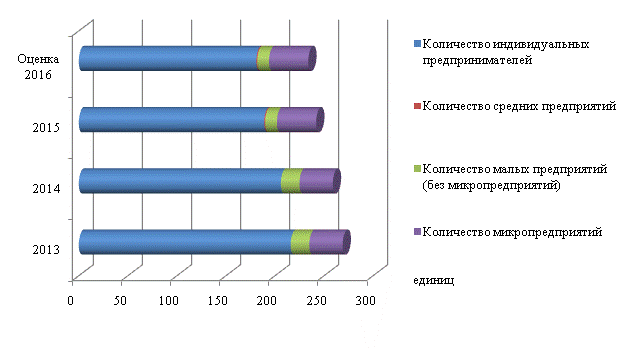 Оценка
2016
2015
2014
2013
0 50 100 150 200 250 300
Количество индивидуальных
предпринимателей
Количество средних предприятий
Количество малых предприятий
(без микропредприятий)
Количество микропредприятий
единиц